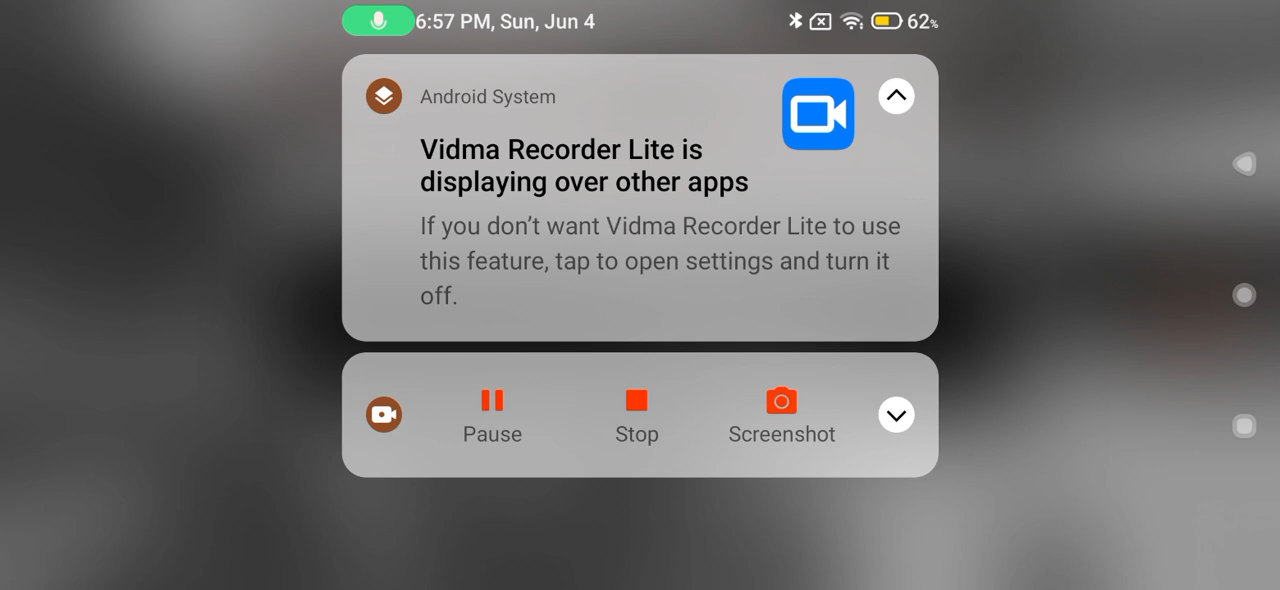 6:57 PM, Sun, Jun 4 62%
Android System
Vidma Recorder Lite is
displaying over other apps
If you don’t want Vidma Recorder Lite to use
this feature, tap to open settings and turn it
off.
Pause Stop Screenshot